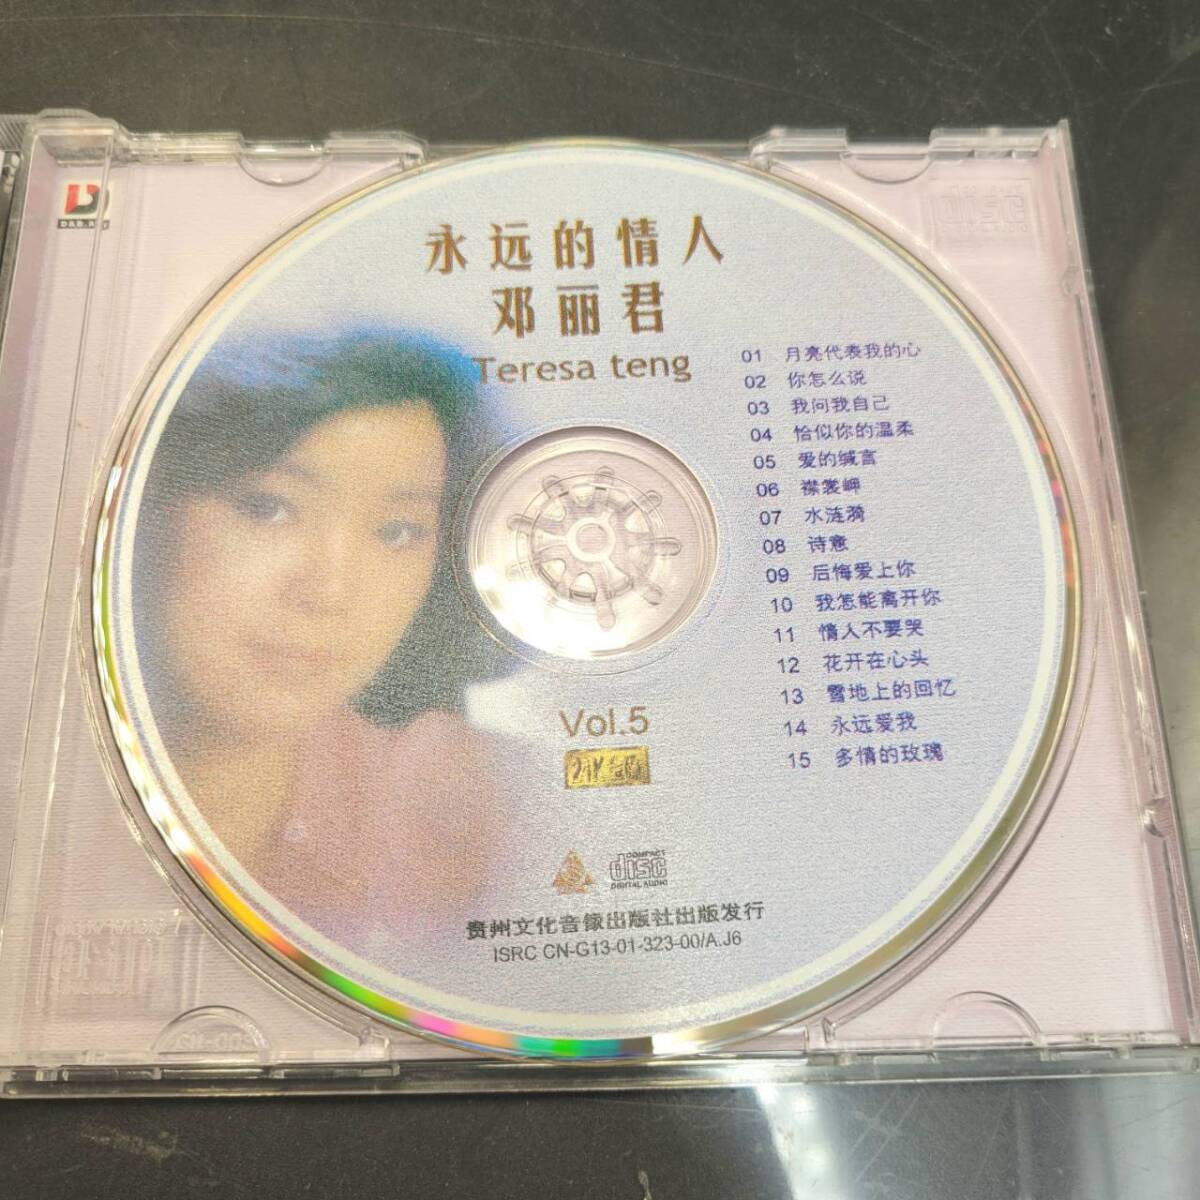 永远的情人
邓丽君
Teresa teng
01 月亮代表我的心
02 你怎么说
03 我问我自己
04 恰似你的温柔
05 爱的缄言
06 襟裳岬
07 水涟漪
08 诗意
09 后悔爱上你
10 我怎能离开你
11 情人不要哭
12 花开在心头
13 雪地上的回忆
14 永远爱我
15 多情的玫瑰
Vol.5
COMPACT
disc
DIGITAL AUDIO
贵州文化音像出版社出版发行
ISRC CN-G13-01-323-00/A.J6